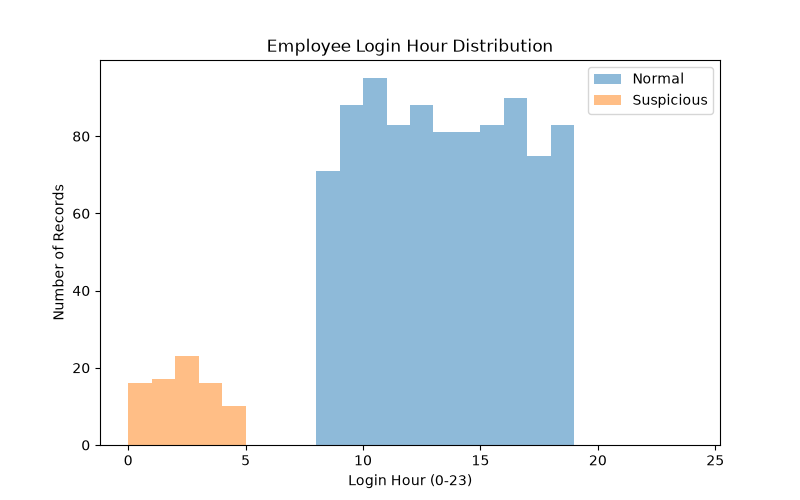 Employee Login Hour Distribution
Normal
Suspicious
Number of Records
80
60
40
20
0
0 5 10 15 20 25
Login Hour (0-23)